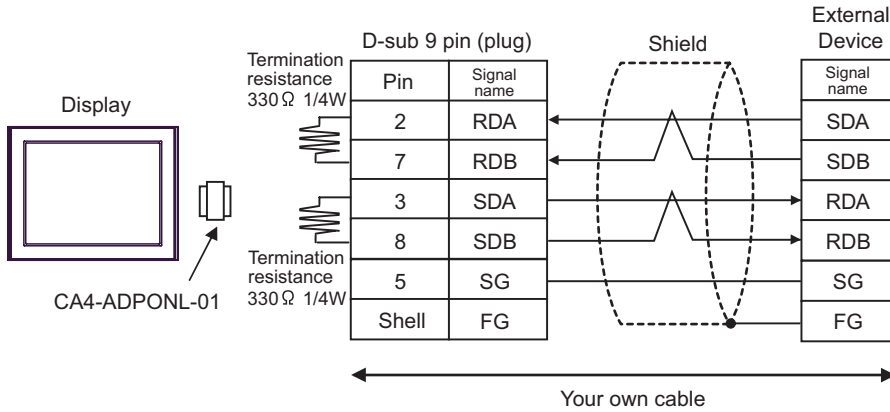 D-sub 9 pin (plug)
Shield
External
Device
Termination
resistance
330Ω 1/4W
Pin
Signal
name
Signal
name
Display
2
RDA
SDA
7
RDB
SDB
3
SDA
RDA
8
SDB
RDB
Termination
resistance
330Ω 1/4W
5
SG
SG
CA4-ADPONL-01
Shell
FG
FG
Your own cable